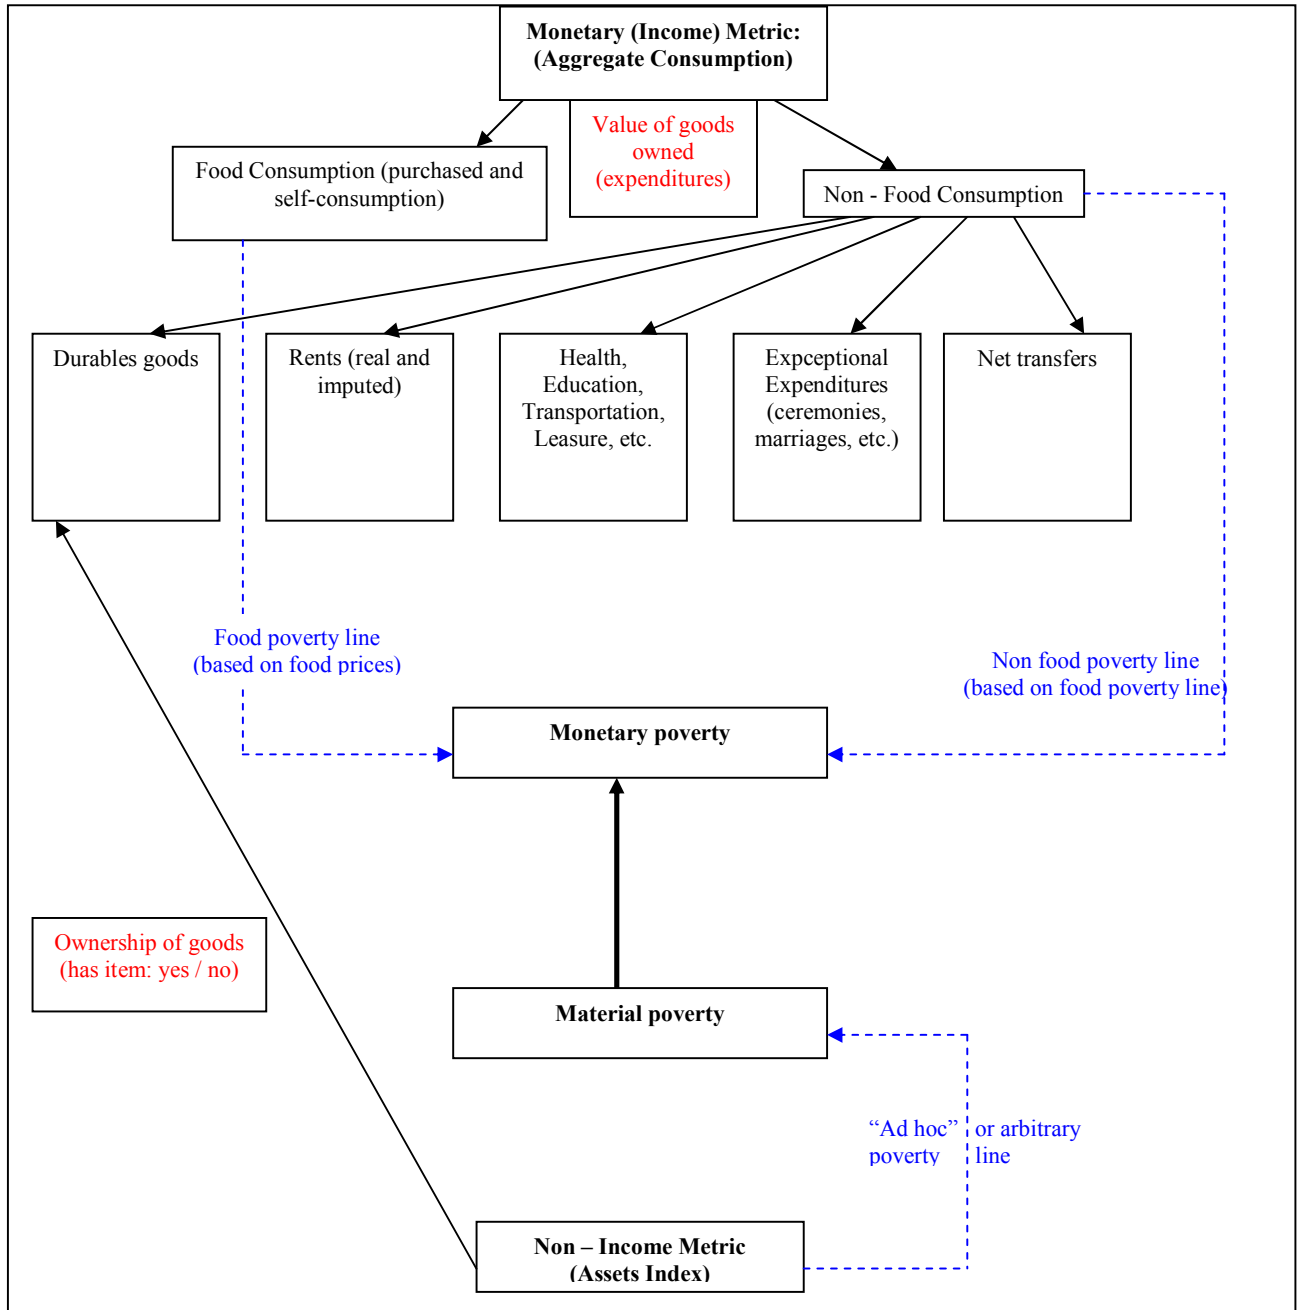 Monetary (Income) Metric:
(Aggregate Consumption)
Value of goods
owned
(expenditures)
Food Consumption (purchased and
self-consumption)
Non - Food Consumption
Durables goods
Rents (real and
imputed)
Health,
Education,
Transportation,
Leasure, etc.
Expceptional
Expenditures
(ceremonies,
marriages, etc.)
Net transfers
Food poverty line
(based on food prices)
Non food poverty line
(based on food poverty line)
Monetary poverty
Ownership of goods
(has item: yes / no)
Material poverty
“Ad hoc” or arbitrary
poverty line
Non – Income Metric
(Assets Index)